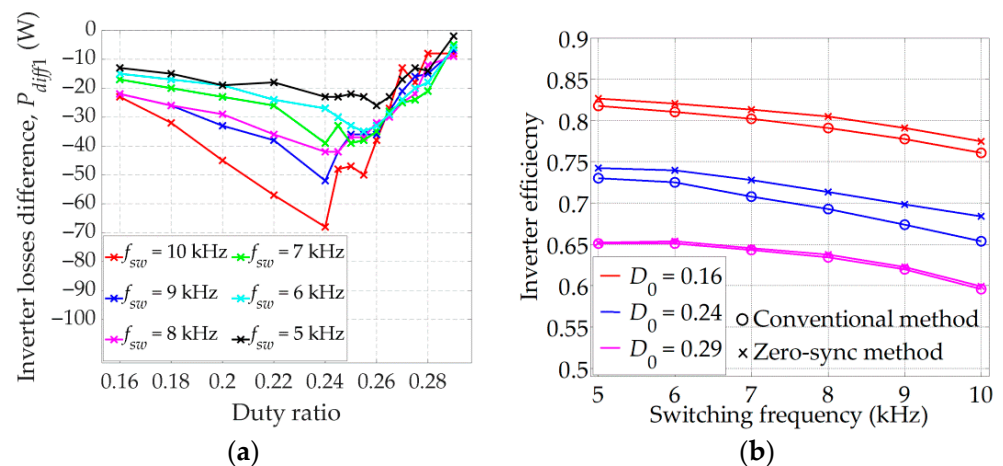 Inverter losses difference, P_diff1 (W)
0
−10
−20
−30
−40
−50
−60
−70
−80
−90
−100
f_sw = 10 kHz
f_sw = 7 kHz
f_sw = 9 kHz
f_sw = 6 kHz
f_sw = 8 kHz
f_sw = 5 kHz
0.16 0.18 0.2 0.22 0.24 0.26 0.28
Duty ratio
(a)
Inverter efficiecny
0.9
0.85
0.8
0.75
0.7
0.65
0.6
0.55
0.5
D_0 = 0.16
D_0 = 0.24
D_0 = 0.29
Conventional method
Zero-sync method
5 6 7 8 9 10
Switching frequency (kHz)
(b)